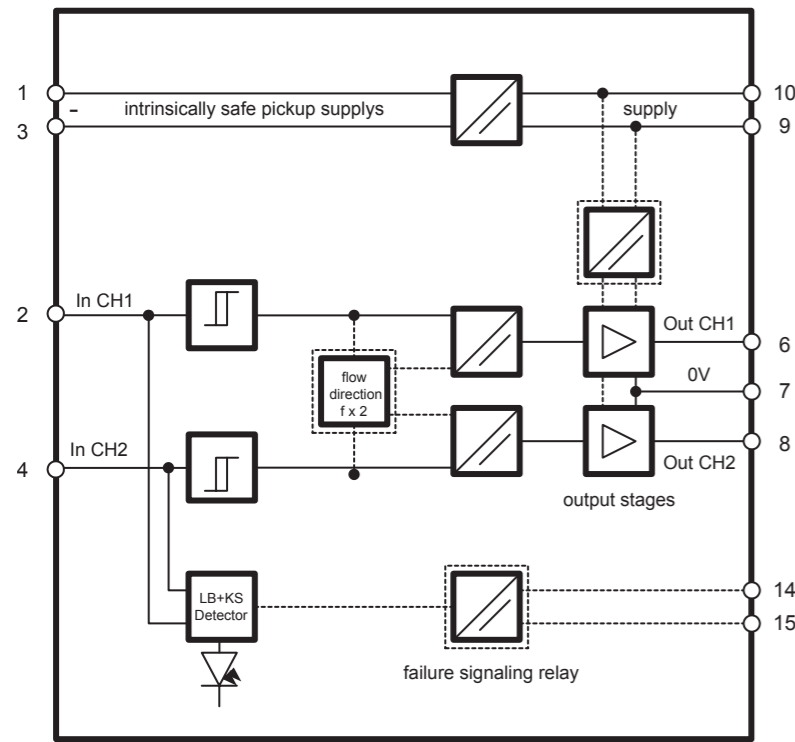 1
10
- intrinsically safe pickup supplys
supply
3
9
In CH1
2
Out CH1
6
flow
direction
f x 2
0V
7
In CH2
4
8
Out CH2
output stages
LB+KS
Detector
14
15
failure signaling relay